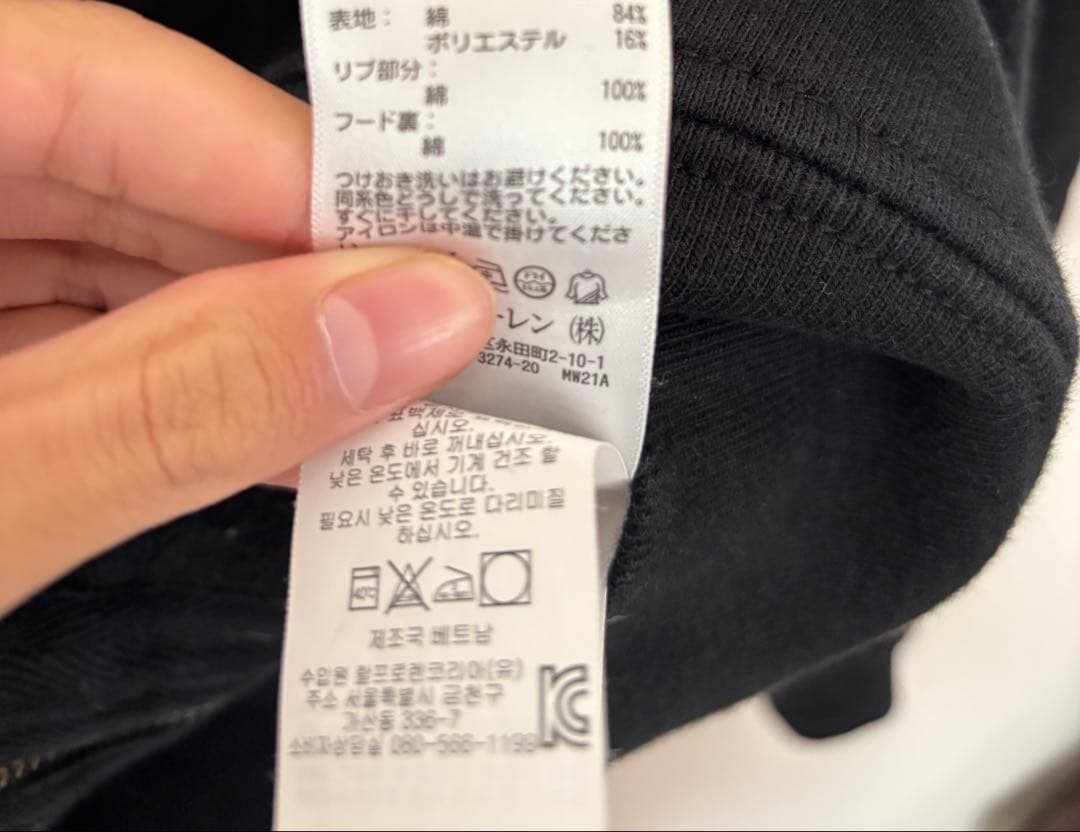 表地: 綿 84%
ポリエステル 16%
リブ部分:
綿 100%
フード裏:
綿 100%
つけおき洗いはお避けください。
同系色どうしで洗ってください。
すぐに干してください。
アイロンは中温で掛けてくださ
ーレン (株)
区永田町2-10-1
3274-20 MW21A
십시오.
세탁 후 바로 꺼내십시오.
낮은 온도에서 기계 건조 할
수 있습니다.
필요시 낮은 온도로 다리미질
하십시오.
40℃
제조국 베트남
수입원 랄프로렌코리아(유)
주소 서울특별시 금천구
가산동 336-7
소비자상담실 080-566-1199